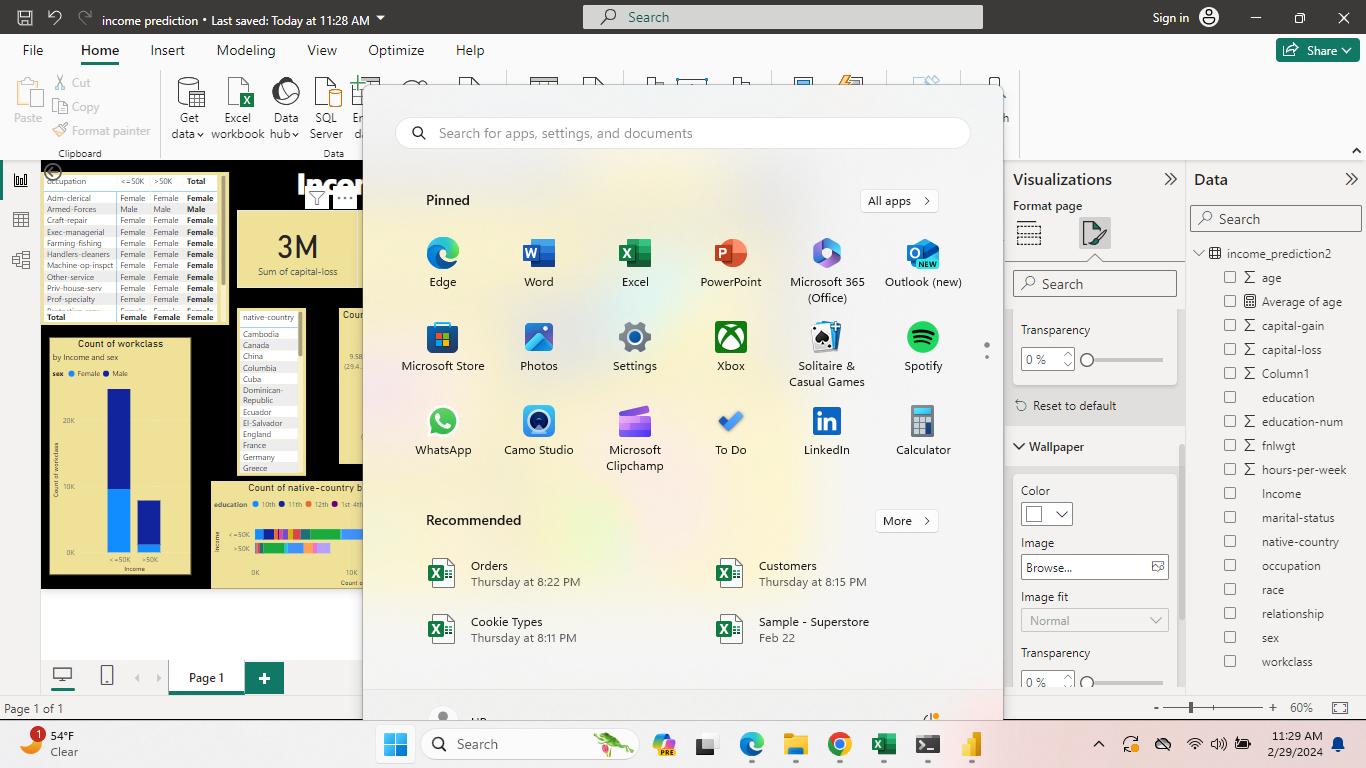 income prediction • Last saved: Today at 11:28 AM
Search
Sign in
File
Home
Insert
Modeling
View
Optimize
Help
Share
Paste
Cut
Copy
Format painter
Clipboard
Get
data
Excel
workbook
Data
hub
SQL
Server
Data
occupation <=50K >50K Total
Adm-clerical Female Female Female
Armed-Forces Male Male Male
Craft-repair Female Female Female
Exec-managerial Female Female Female
Farming-fishing Female Female Female
Handlers-cleaners Female Female Female
Machine-op-inspct Female Female Female
Other-service Female Female Female
Priv-house-serv Female Female Female
Prof-specialty Female Female Female
Total Female Female Female
3M
Sum of capital-loss
Count of workclass
by Income and sex
sex Female Male
20K
10K
0K
Count of workclass
<=50K >50K
Income
native-country
Cambodia
Canada
China
Columbia
Cuba
Dominican-
Republic
Ecuador
El-Salvador
England
France
Germany
Greece
Coun
9.58
(29.4
Count of native-country b
education 10th 11th 12th 1st-4th
Income
<=50K
>50K
0K 10K
Count o
Page 1
Page 1 of 1
Search for apps, settings, and documents
Pinned
All apps >
Edge
Word
Excel
PowerPoint
Microsoft 365
(Office)
NEW
Outlook (new)
Microsoft Store
Photos
Settings
Xbox
Solitaire &
Casual Games
Spotify
WhatsApp
Camo Studio
Microsoft
Clipchamp
To Do
LinkedIn
Calculator
Recommended
More >
Orders
Thursday at 8:22 PM
Customers
Thursday at 8:15 PM
Cookie Types
Thursday at 8:11 PM
Sample - Superstore
Feb 22
Visualizations
Format page
Search
Transparency
0 %
Reset to default
Wallpaper
Color
Image
Browse...
Image fit
Normal
Transparency
0 %
Data
Search
income_prediction2
age
Average of age
capital-gain
capital-loss
Column1
education
education-num
fnlwgt
hours-per-week
Income
marital-status
native-country
occupation
race
relationship
sex
workclass
- + 60%
1
54°F
Clear
Search
PRE
11:29 AM
2/29/2024